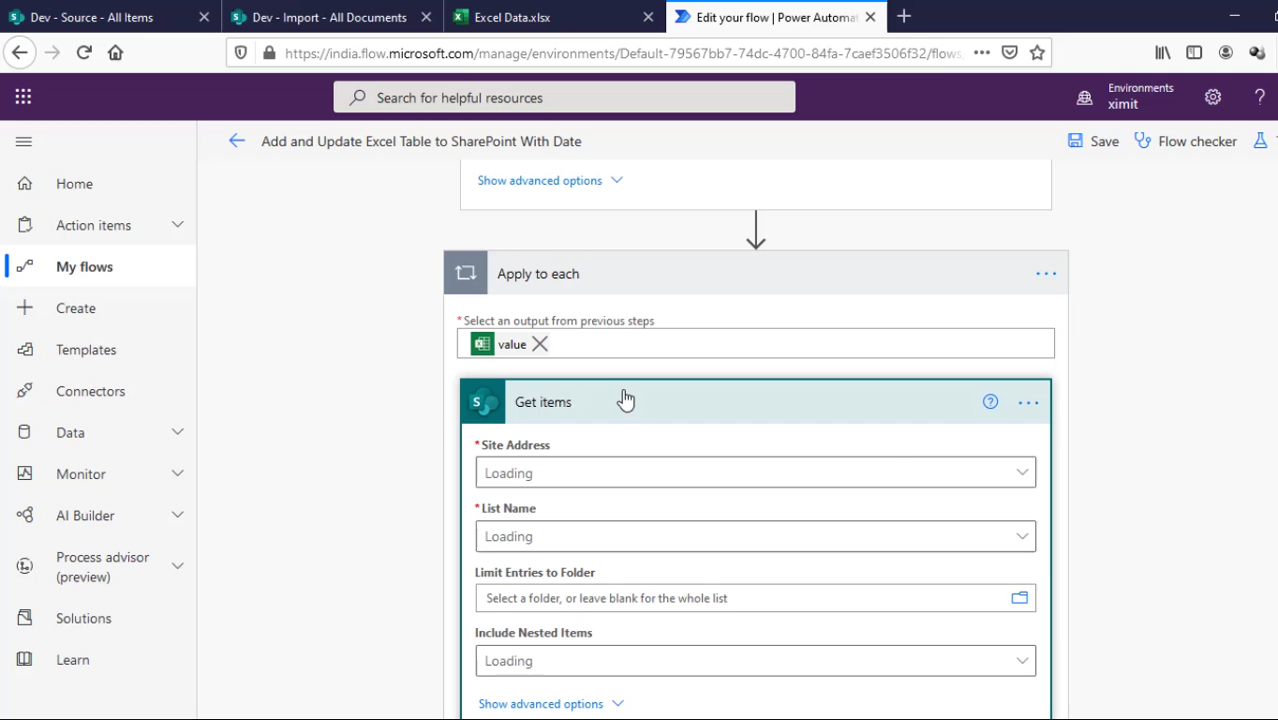 Dev - Source - All Items
Dev - Import - All Documents
Excel Data.xlsx
Edit your flow | Power Automat
https://india.flow.microsoft.com/manage/environments/Default-79567bb7-74dc-4700-84fa-7caef3506f32/flows
Search for helpful resources
Environments
ximit
Add and Update Excel Table to SharePoint With Date
Save
Flow checker
Home
Action items
My flows
Create
Templates
Connectors
Data
Monitor
AI Builder
Process advisor
(preview)
Solutions
Learn
Show advanced options
Apply to each
* Select an output from previous steps
value
S
Get items
* Site Address
Loading
* List Name
Loading
Limit Entries to Folder
Select a folder, or leave blank for the whole list
Include Nested Items
Loading
Show advanced options